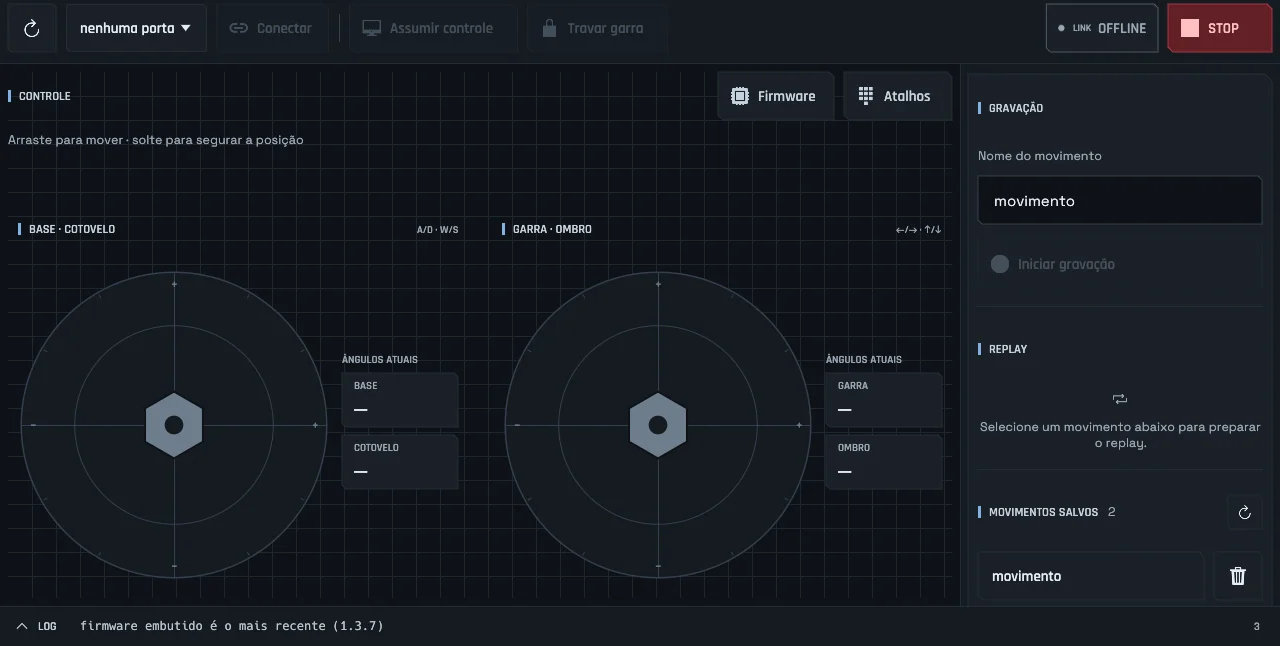 nenhuma porta
Conectar
Assumir controle
Travar garra
LINK OFFLINE
STOP
CONTROLE
Firmware
Atalhos
Arraste para mover · solte para segurar a posição
BASE · COTOVELO
A/D · W/S
ÂNGULOS ATUAIS
BASE
—
COTOVELO
—
GARRA · OMBRO
←/→ · ↑/↓
ÂNGULOS ATUAIS
GARRA
—
OMBRO
—
GRAVAÇÃO
Nome do movimento
movimento
Iniciar gravação
REPLAY
Selecione um movimento abaixo para preparar
o replay.
MOVIMENTOS SALVOS 2
movimento
LOG firmware embutido é o mais recente (1.3.7)
3